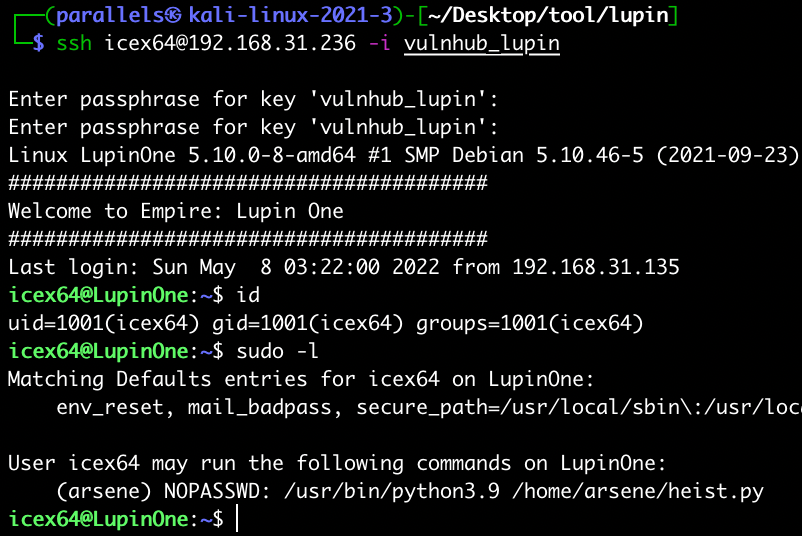 ┌──(parallels㉿kali-linux-2021-3)-[~/Desktop/tool/lupin]
└─$ ssh icex64@192.168.31.236 -i vulnhub_lupin
Enter passphrase for key 'vulnhub_lupin':
Enter passphrase for key 'vulnhub_lupin':
Linux LupinOne 5.10.0-8-amd64 #1 SMP Debian 5.10.46-5 (2021-09-23)
########################################
Welcome to Empire: Lupin One
########################################
Last login: Sun May  8 03:22:00 2022 from 192.168.31.135
icex64@LupinOne:~$ id
uid=1001(icex64) gid=1001(icex64) groups=1001(icex64)
icex64@LupinOne:~$ sudo -l
Matching Defaults entries for icex64 on LupinOne:
    env_reset, mail_badpass, secure_path=/usr/local/sbin\:/usr/loca
User icex64 may run the following commands on LupinOne:
    (arsene) NOPASSWD: /usr/bin/python3.9 /home/arsene/heist.py
icex64@LupinOne:~$